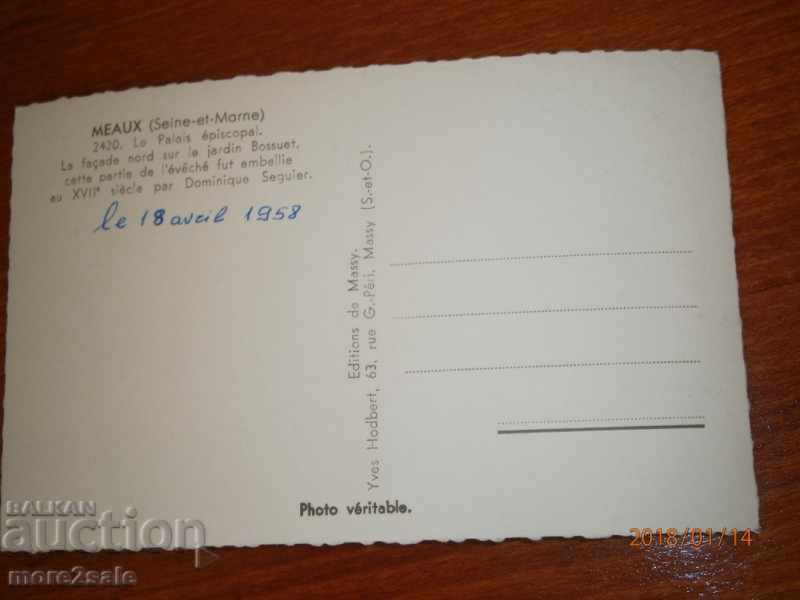 MEAUX (Seine-et-Marne)
2420. Le Palais épiscopal.
La façade nord sur le jardin Bossuet,
cette partie de l'évêché fut embellie
au XVIIe siècle par Dominique Seguier.
le 18 avril 1958
Editions de Massy.
Yves Hodbert, 63, rue G.-Péri, Massy (S.-et-O.).
Photo véritable.
BALKAN
auction
more2sale
2018/01/14